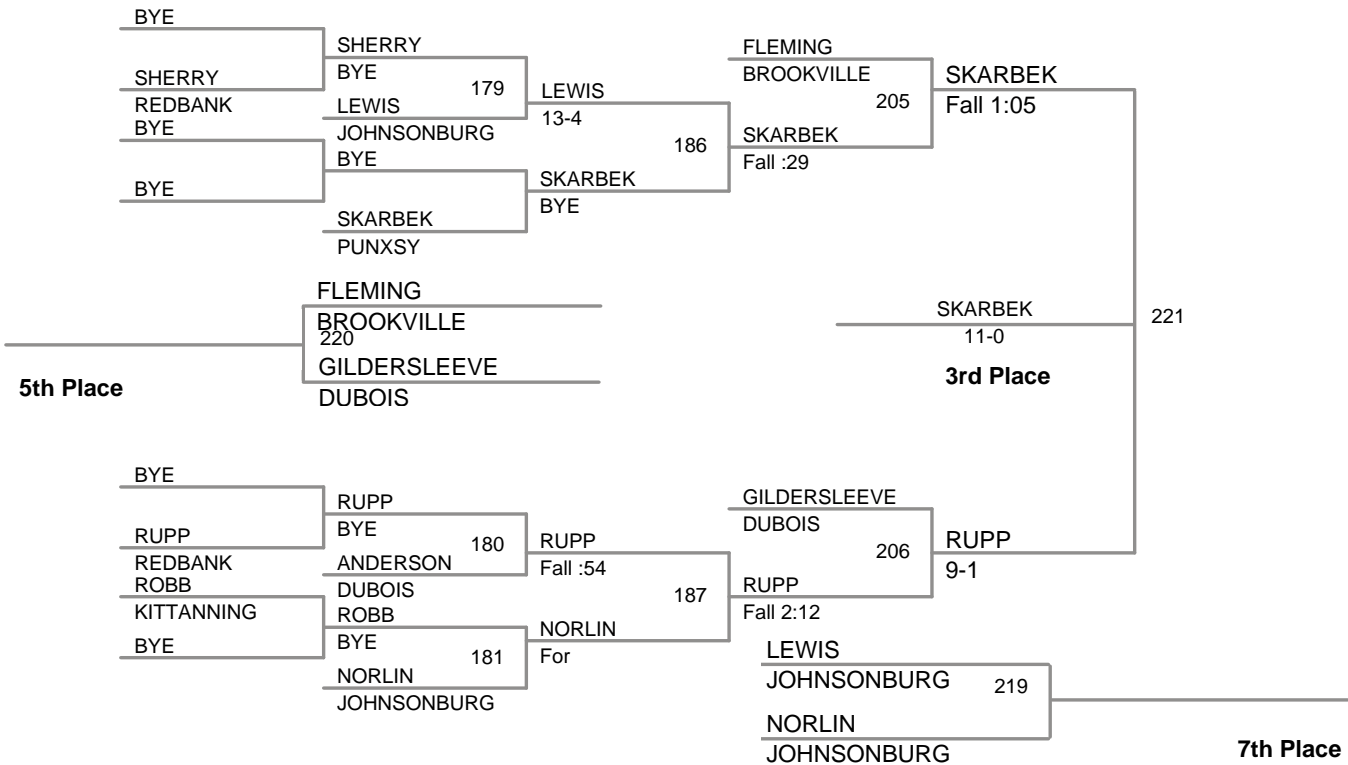 BYE
SHERRY
REDBANK
BYE
BYE
SHERRY
BYE
179
LEWIS
JOHNSONBURG
BYE
SKARBEK
PUNXSY
LEWIS
13-4
186
SKARBEK
BYE
FLEMING
BROOKVILLE
205
SKARBEK
Fall :29
SKARBEK
Fall 1:05
FLEMING
BROOKVILLE
220
GILDERSLEEVE
DUBOIS
5th Place
SKARBEK
11-0
3rd Place
221
BYE
RUPP
REDBANK
ROBB
KITTANNING
BYE
RUPP
BYE
180
ANDERSON
DUBOIS
ROBB
BYE
181
NORLIN
JOHNSONBURG
RUPP
Fall :54
187
NORLIN
For
GILDERSLEEVE
DUBOIS
206
RUPP
Fall 2:12
RUPP
9-1
LEWIS
JOHNSONBURG
219
NORLIN
JOHNSONBURG
7th Place